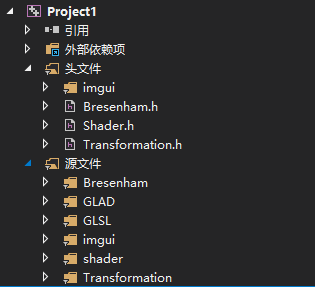 Project1
引用
外部依赖项
头文件
imgui
Bresenham.h
Shader.h
Transformation.h
源文件
Bresenham
GLAD
GLSL
imgui
shader
Transformation